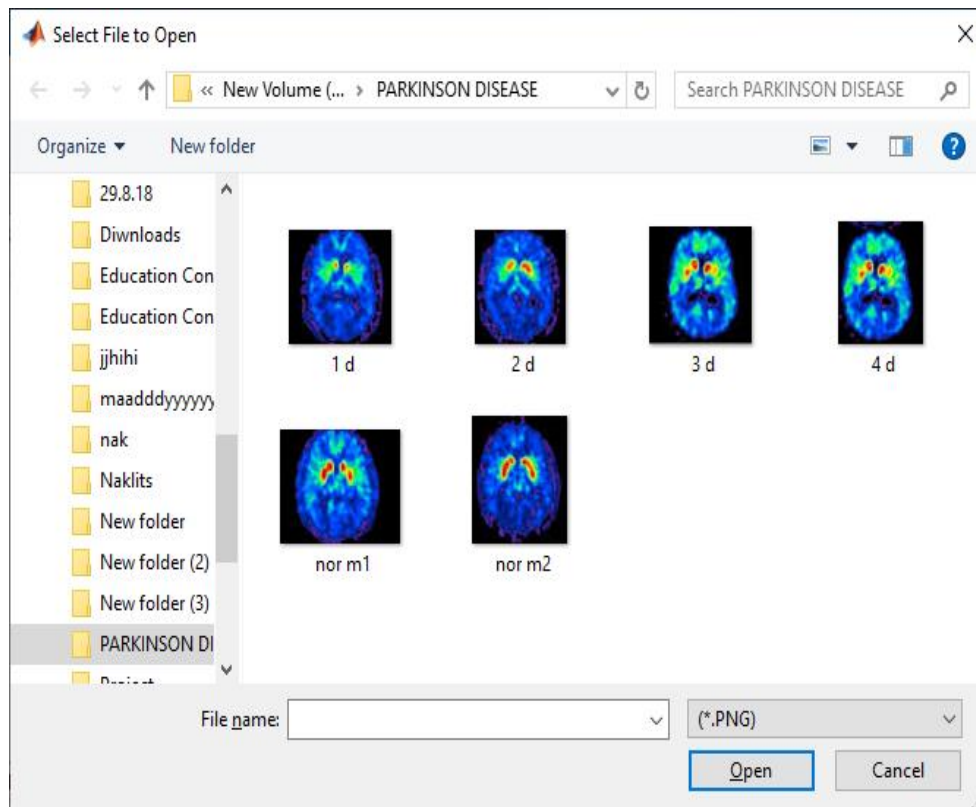 Select File to Open
« New Volume (... › PARKINSON DISEASE
Search PARKINSON DISEASE
Organize
New folder
29.8.18
Diwnloads
Education Con
Education Con
jjhihi
maadddyyyyyy
nak
Naklits
New folder
New folder (2)
New folder (3)
PARKINSON DI
Project
1 d
2 d
3 d
4 d
nor m1
nor m2
File name:
(*.PNG)
Open
Cancel